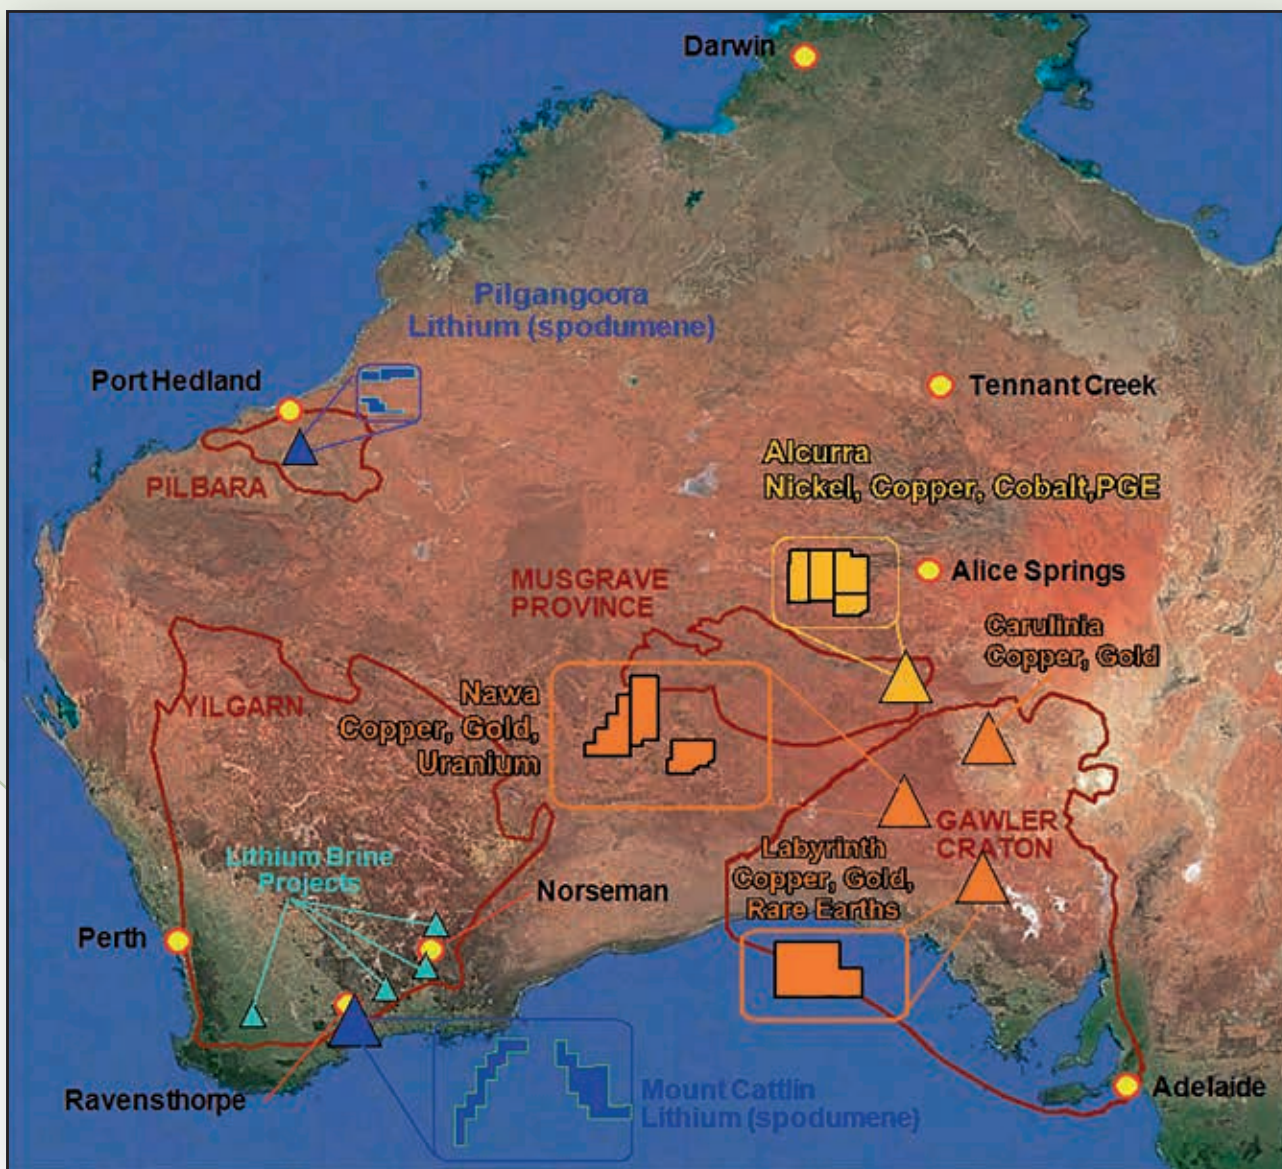 Darwin
Pilgangoora
Lithium (spodumene)
Port Hedland
Tennant Creek
PILBARA
Alcurra
Nickel, Copper, Cobalt,PGE
Alice Springs
MUSGRAVE
PROVINCE
Carulinia
Copper, Gold
YILGARN
Nawa
Copper, Gold,
Uranium
GAWLER
CRATON
Labyrinth
Copper, Gold,
Rare Earths
Lithium Brine
Projects
Norseman
Perth
Ravensthorpe
Mount Cattlin
Lithium (spodumene)
Adelaide